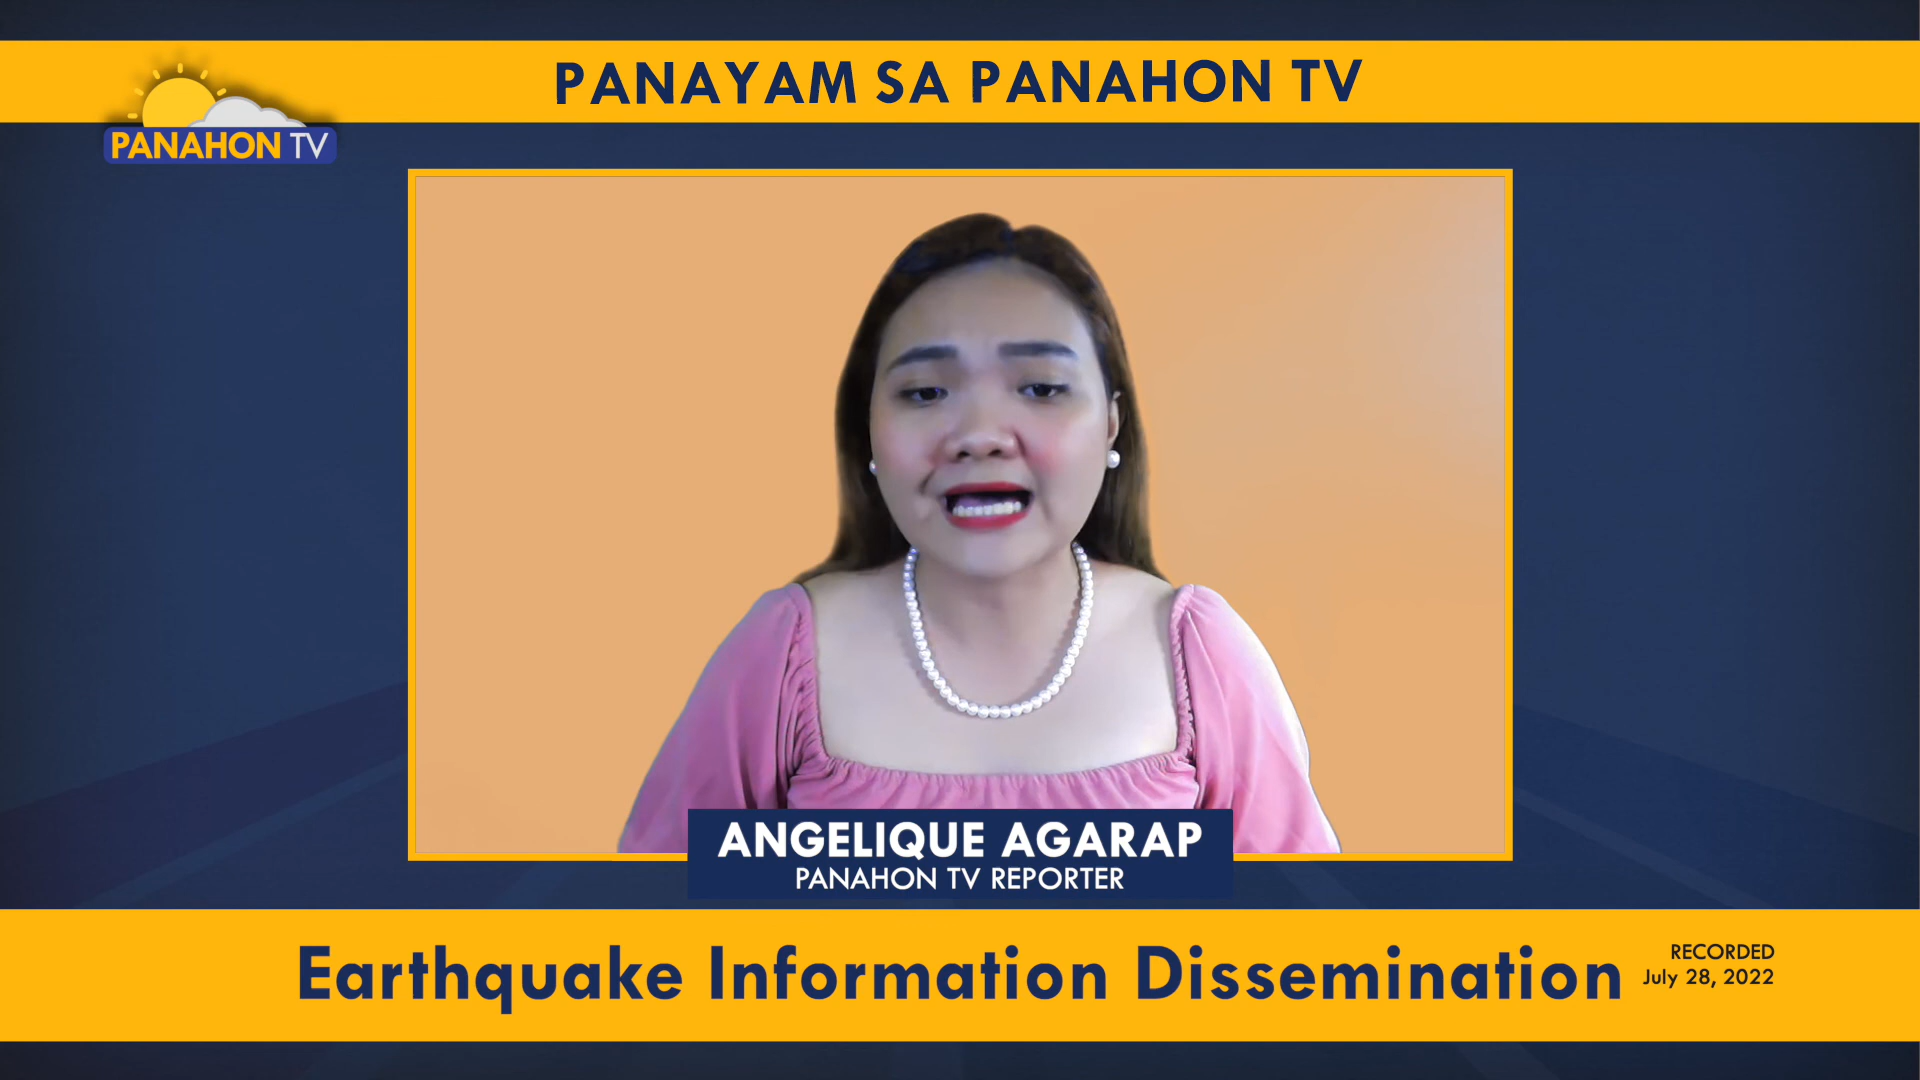 PANAYAM SA PANAHON TV
PANAHON TV
ANGELIQUE AGARAP
PANAHON TV REPORTER
Earthquake Information Dissemination
RECORDED
July 28, 2022